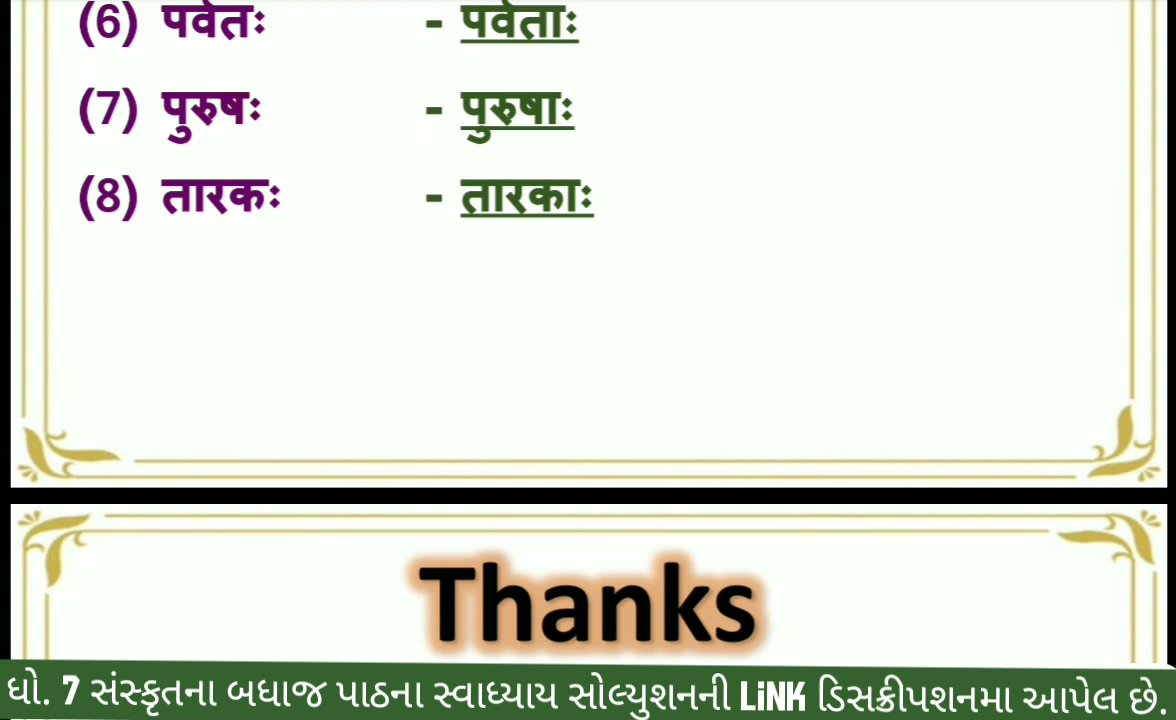 (6) पर्वतः - पर्वताः
(7) पुरुषः - पुरुषाः
(8) तारकः - तारकाः
Thanks
ધો. 7 સંસ્કૃતના બધાજ પાઠના સ્વાધ્યાય સોલ્યુશનની LiNK ડિસક્રીપશનમા આપેલ છે.